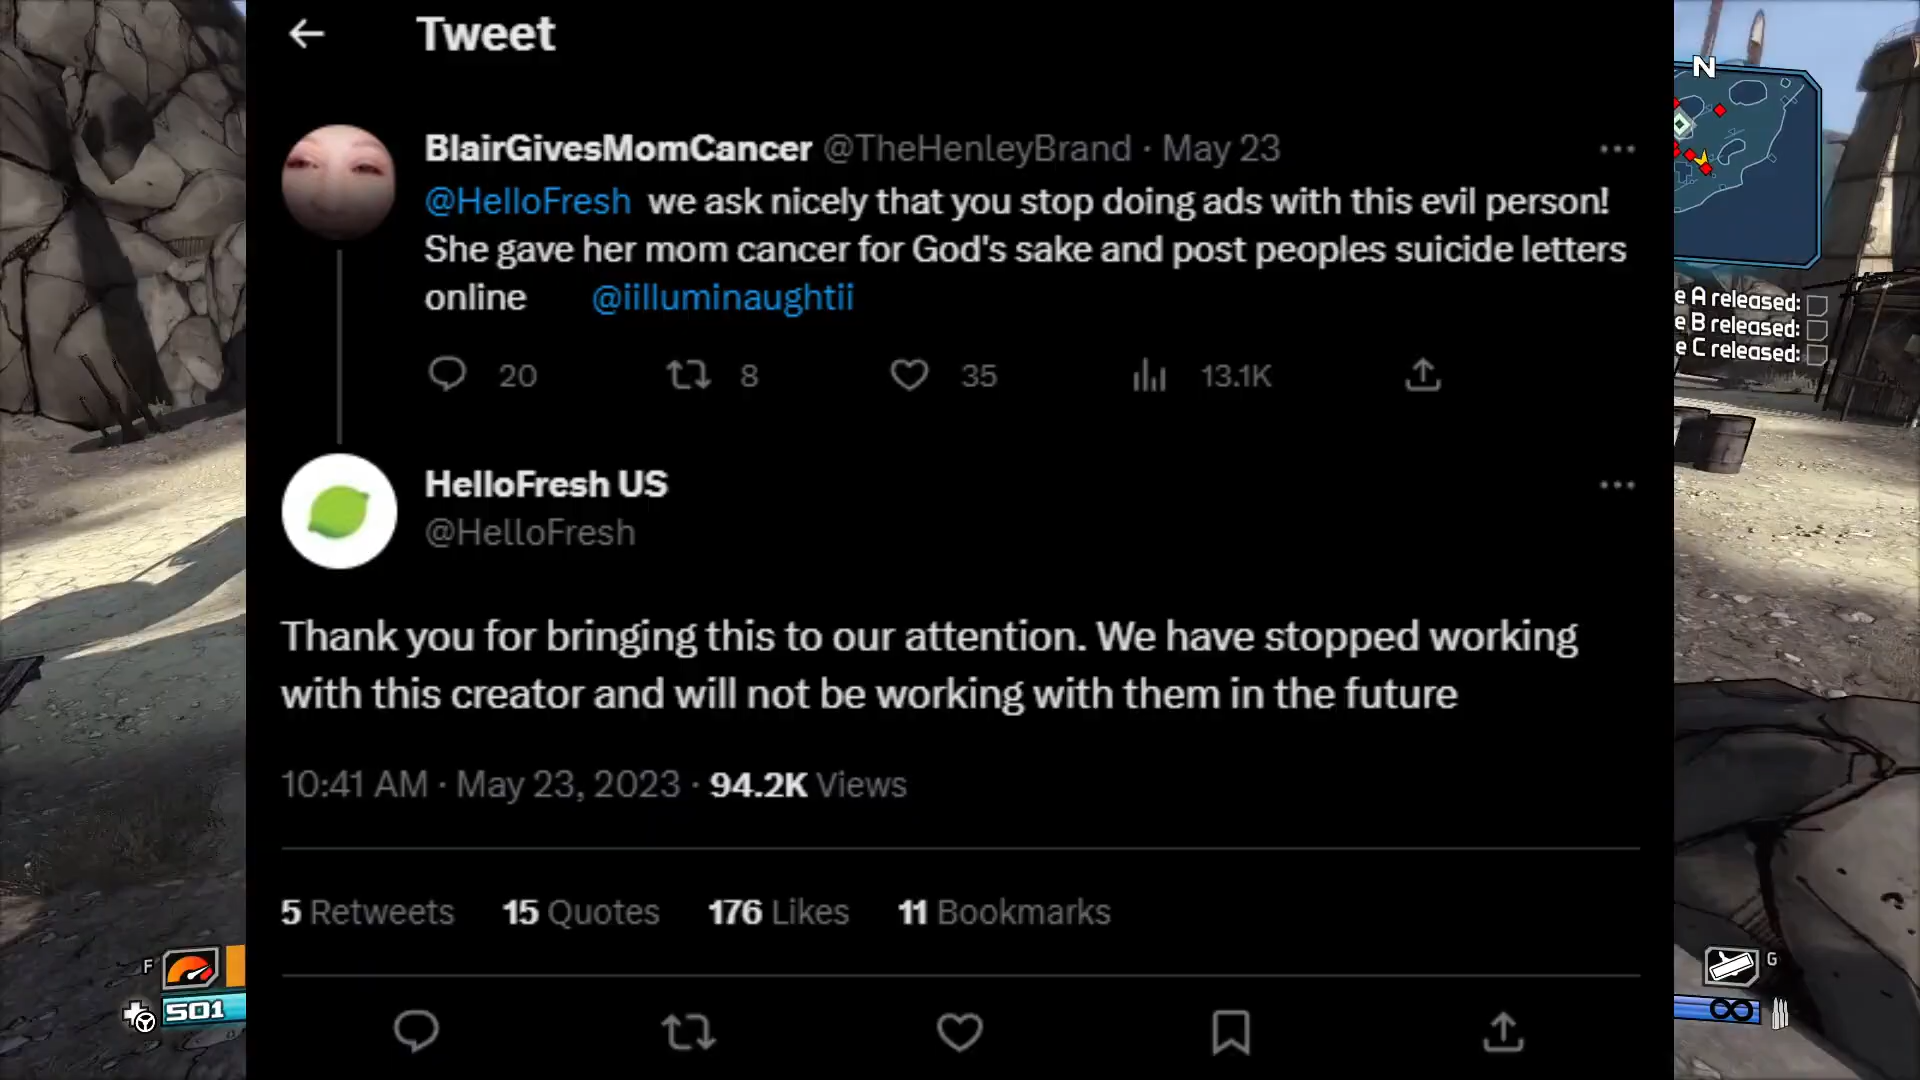 Tweet
BlairGivesMomCancer @TheHenleyBrand · May 23
@HelloFresh we ask nicely that you stop doing ads with this evil person!
She gave her mom cancer for God's sake and post peoples suicide letters
online @iilluminaughtii
20 8 35 13.1K
HelloFresh US
@HelloFresh
Thank you for bringing this to our attention. We have stopped working
with this creator and will not be working with them in the future
10:41 AM · May 23, 2023 · 94.2K Views
5 Retweets 15 Quotes 176 Likes 11 Bookmarks
N
e A released:
e B released:
e C released:
F
501
G
∞